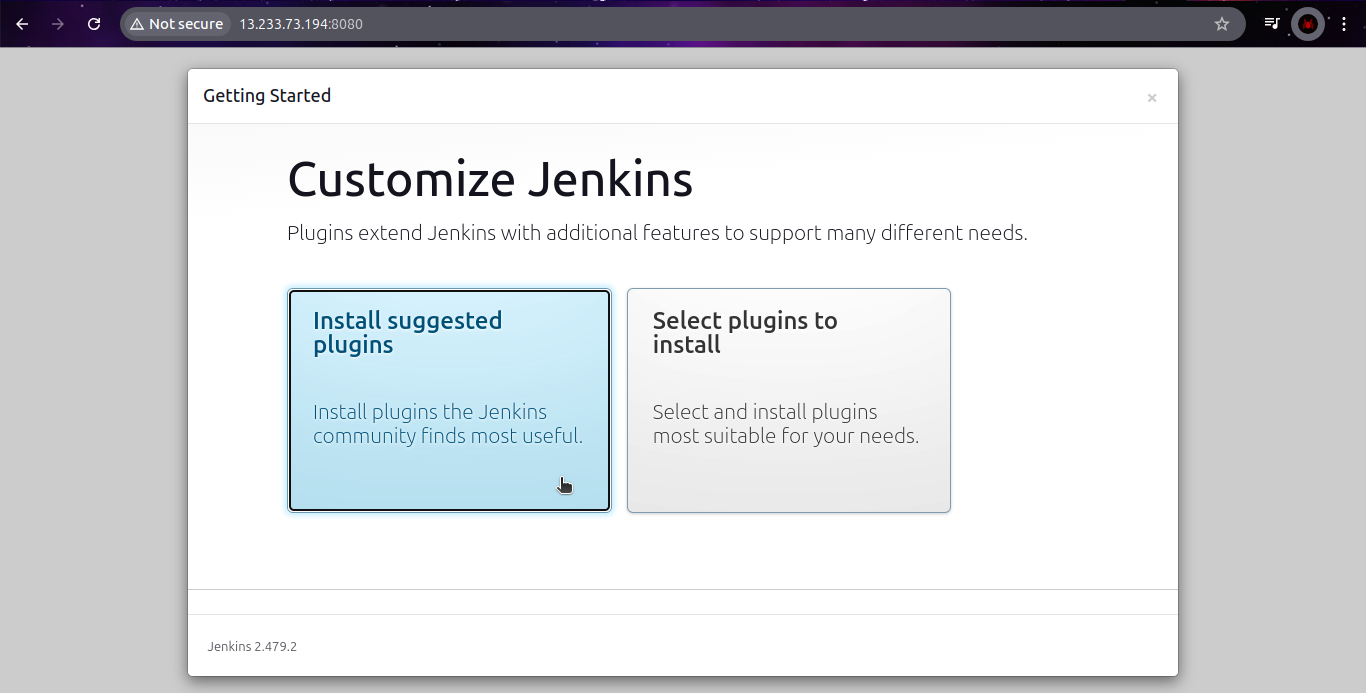 Not secure 13.233.73.194:8080
Getting Started ×
Customize Jenkins
Plugins extend Jenkins with additional features to support many different needs.
Install suggested
plugins
Install plugins the Jenkins
community finds most useful.
Select plugins to
install
Select and install plugins
most suitable for your needs.
Jenkins 2.479.2